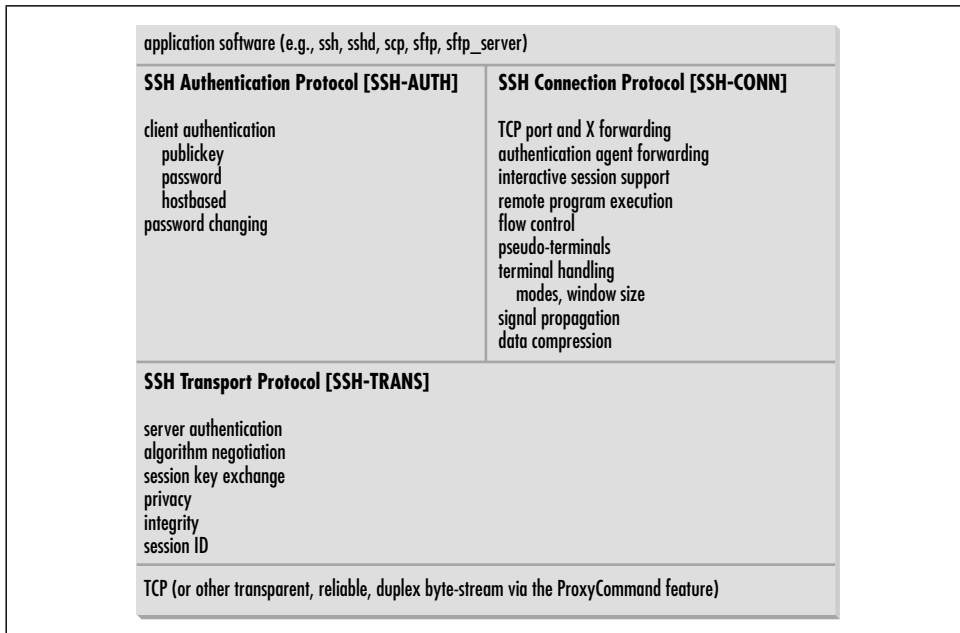 application software (e.g., ssh, sshd, scp, sftp, sftp_server)
SSH Authentication Protocol [SSH-AUTH]
client authentication
publickey
password
hostbased
password changing
SSH Connection Protocol [SSH-CONN]
TCP port and X forwarding
authentication agent forwarding
interactive session support
remote program execution
flow control
pseudo-terminals
terminal handling
modes, window size
signal propagation
data compression
SSH Transport Protocol [SSH-TRANS]
server authentication
algorithm negotiation
session key exchange
privacy
integrity
session ID
TCP (or other transparent, reliable, duplex byte-stream via the ProxyCommand feature)